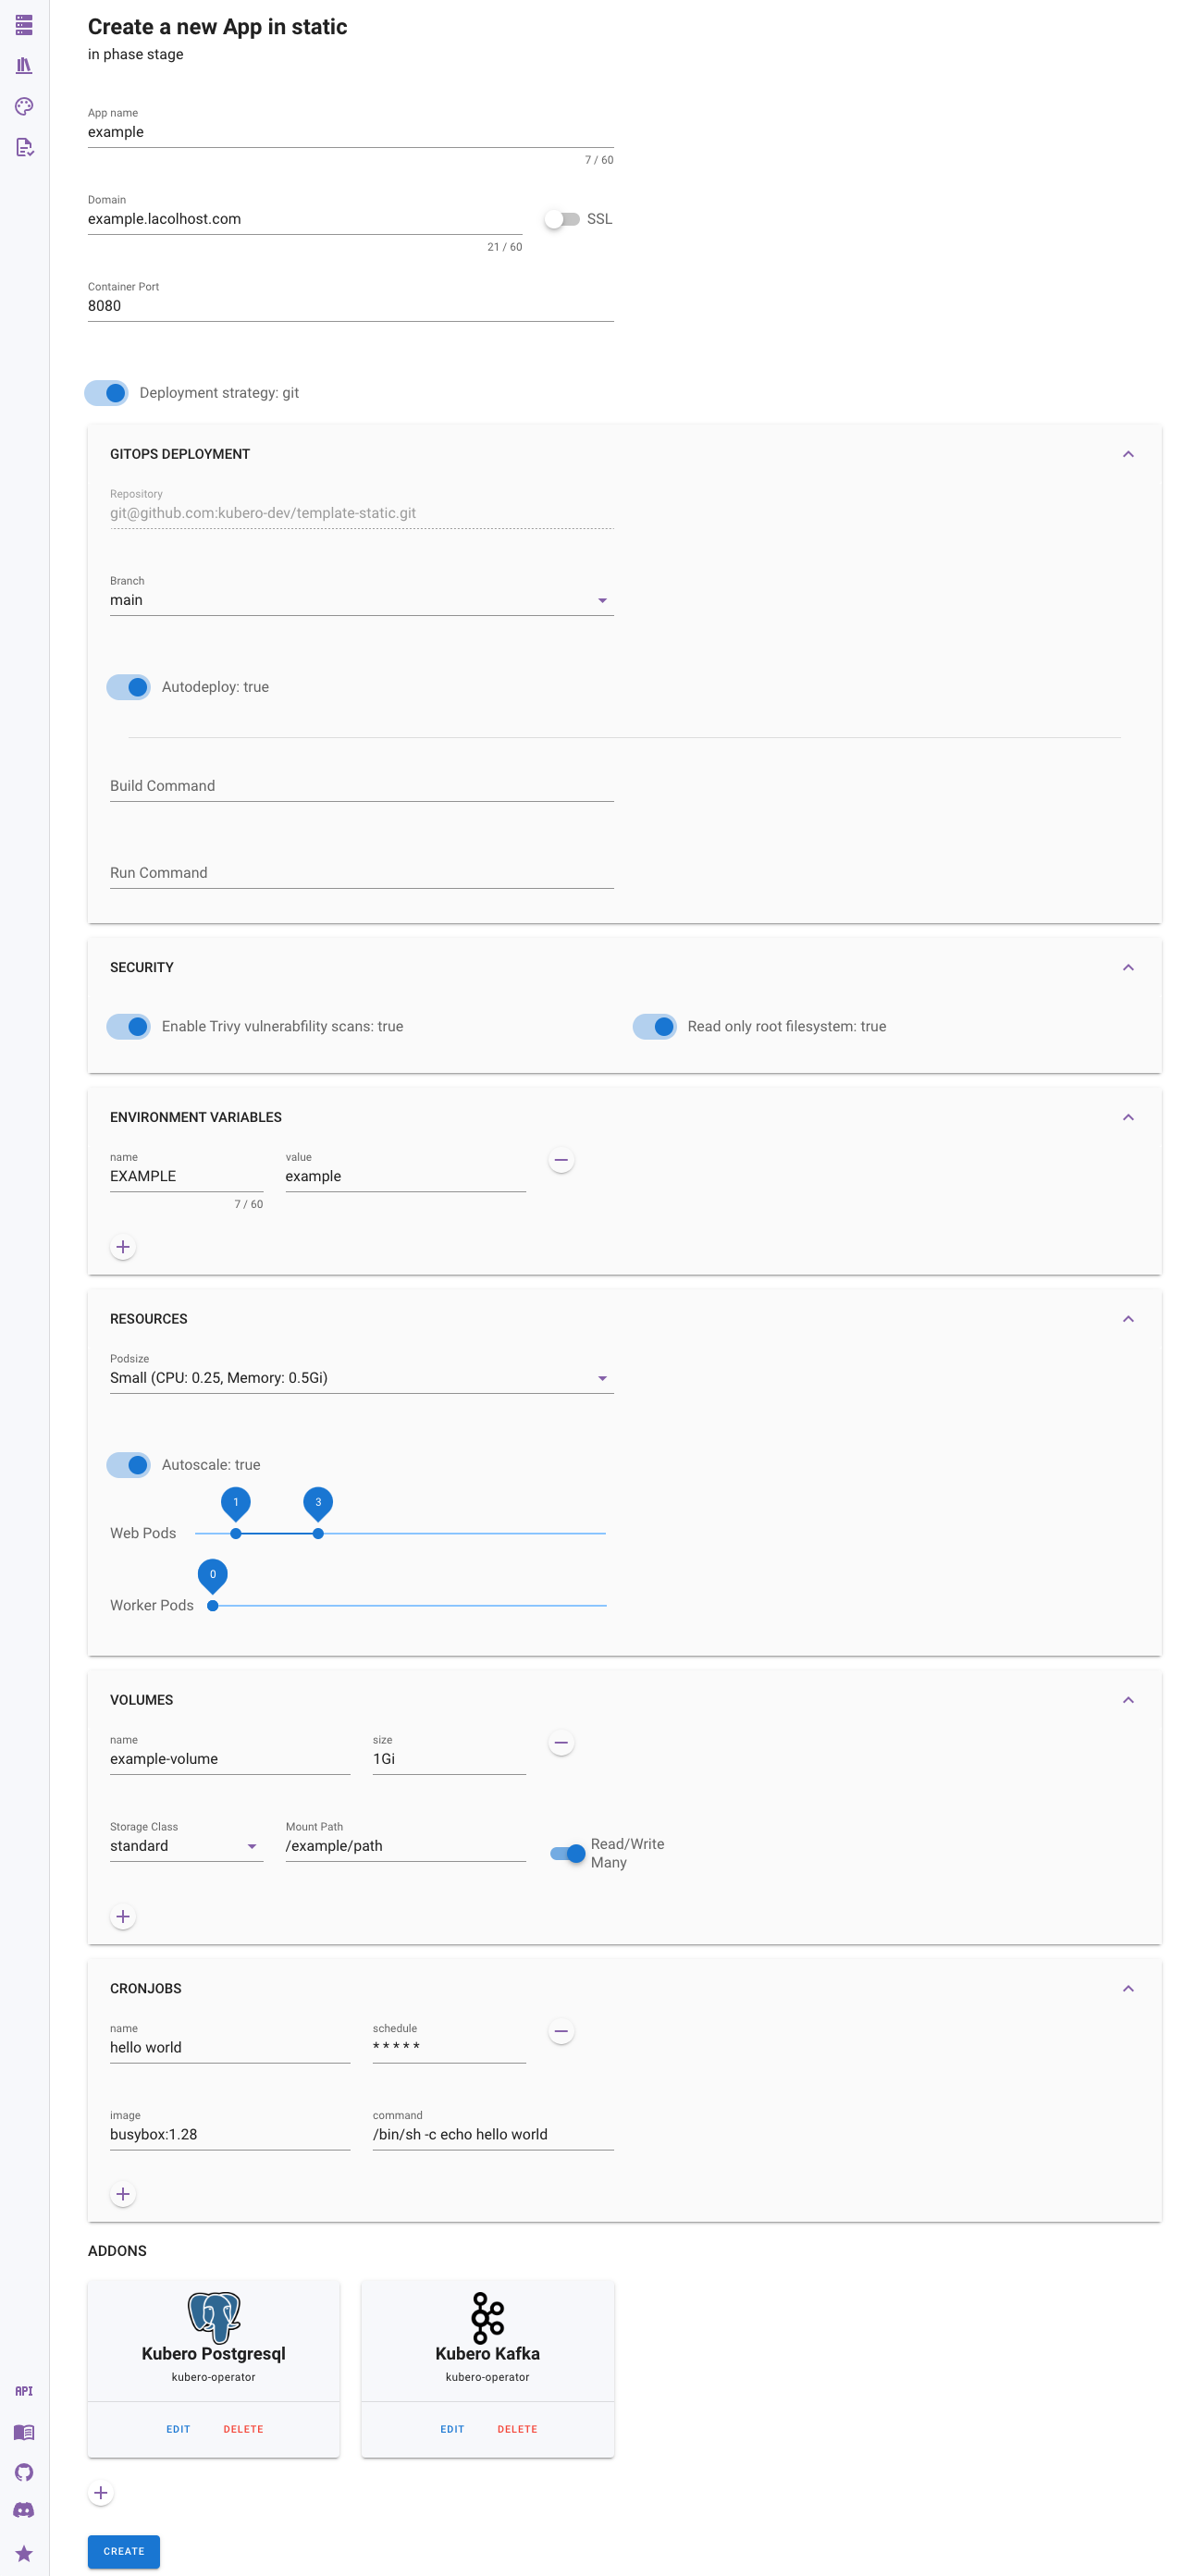 Create a new App in static
in phase stage
App name
example
7 / 60
Domain
example.lacolhost.com
SSL
21 / 60
Container Port
8080
Deployment strategy: git
GITOPS DEPLOYMENT
Repository
git@github.com:kubero-dev/template-static.git
Branch
main
Autodeploy: true
Build Command
Run Command
SECURITY
Enable Trivy vulnerabfility scans: true
Read only root filesystem: true
ENVIRONMENT VARIABLES
name
value
EXAMPLE
example
7 / 60
RESOURCES
Podsize
Small (CPU: 0.25, Memory: 0.5Gi)
Autoscale: true
1
3
Web Pods
0
Worker Pods
VOLUMES
name
size
example-volume
1Gi
Storage Class
Mount Path
standard
/example/path
Read/Write
Many
CRONJOBS
name
schedule
hello world
* * * * *
image
command
busybox:1.28
/bin/sh -c echo hello world
ADDONS
Kubero Postgresql
kubero-operator
EDIT
DELETE
Kubero Kafka
kubero-operator
EDIT
DELETE
API
CREATE